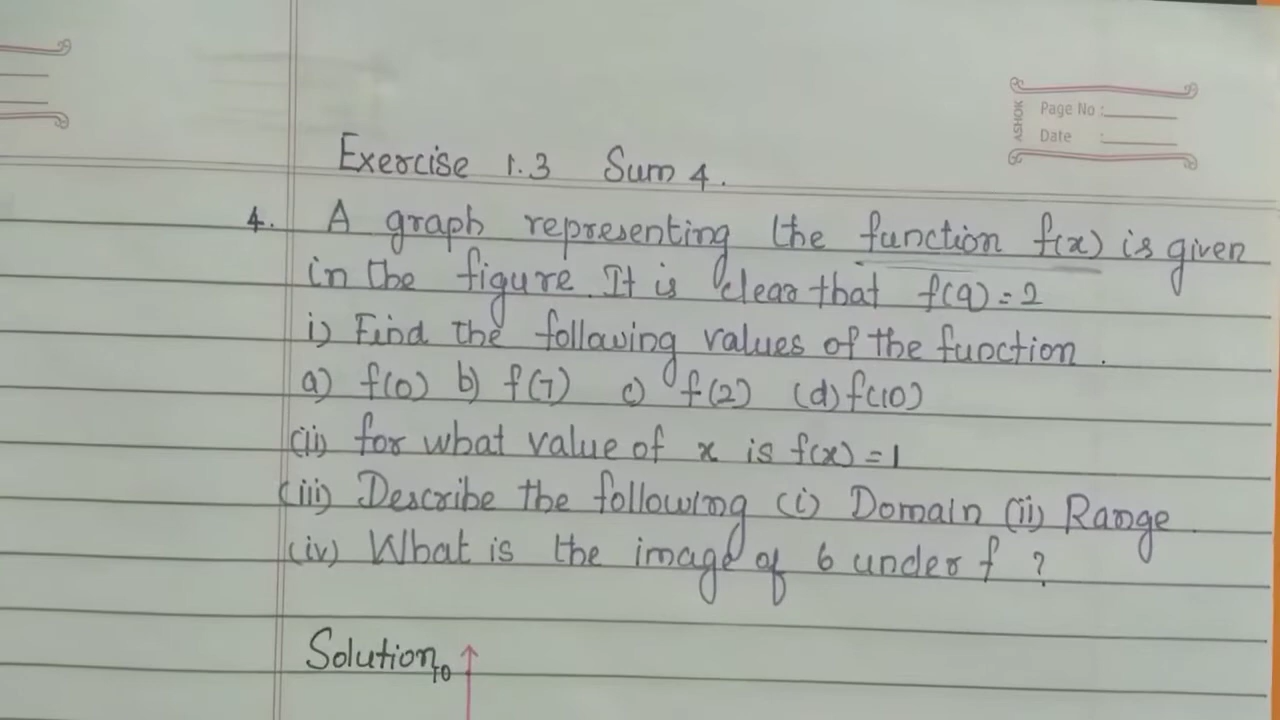 ASHOK
Page No :
Date :
Exercise 1.3 Sum 4.
4. A graph representing the function f(x) is given
in the figure. It is clear that f(9)=2
i) Find the following values of the function.
a) f(0) b) f(7) c) f(2) (d) f(10)
(ii) for what value of x is f(x)=1
(iii) Describe the following (i) Domain (ii) Range.
(iv) What is the image of 6 under f ?
Solution
10